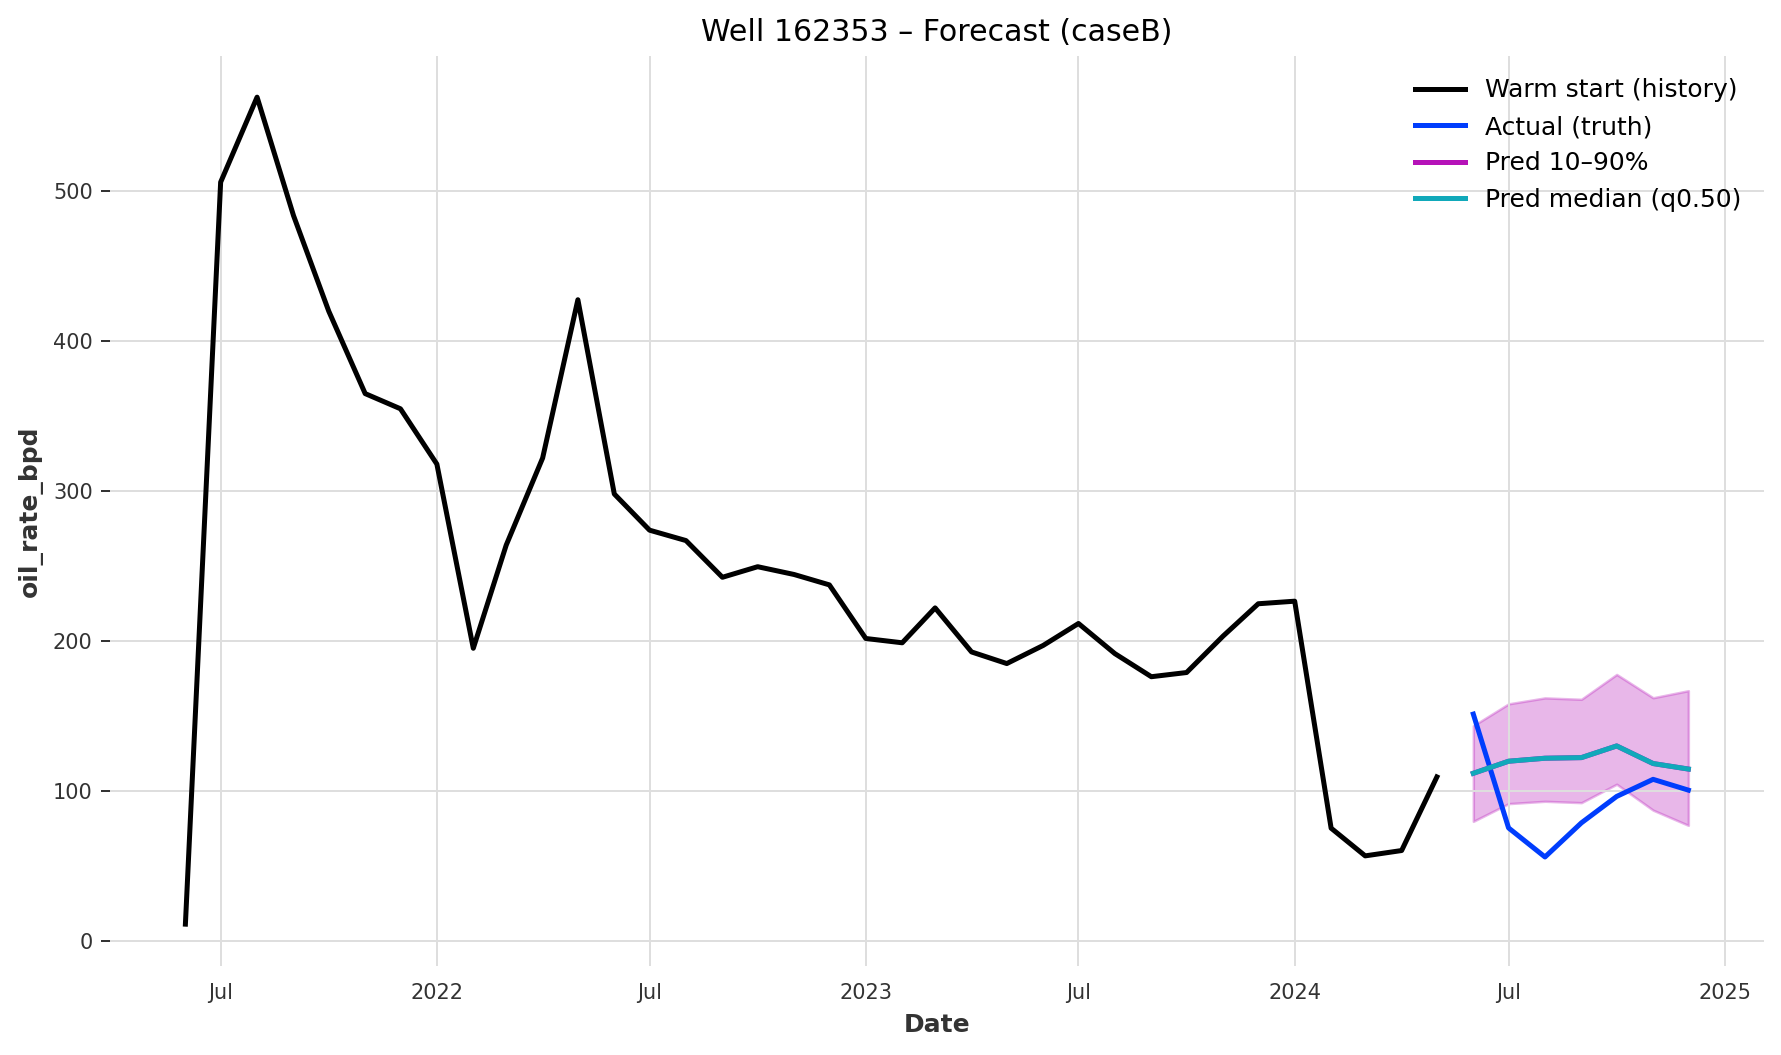 Well 162353 – Forecast (caseB)
Warm start (history)
Actual (truth)
Pred 10–90%
Pred median (q0.50)
oil_rate_bpd
500
400
300
200
100
0
Jul
2022
Jul
2023
Jul
2024
Jul
2025
Date